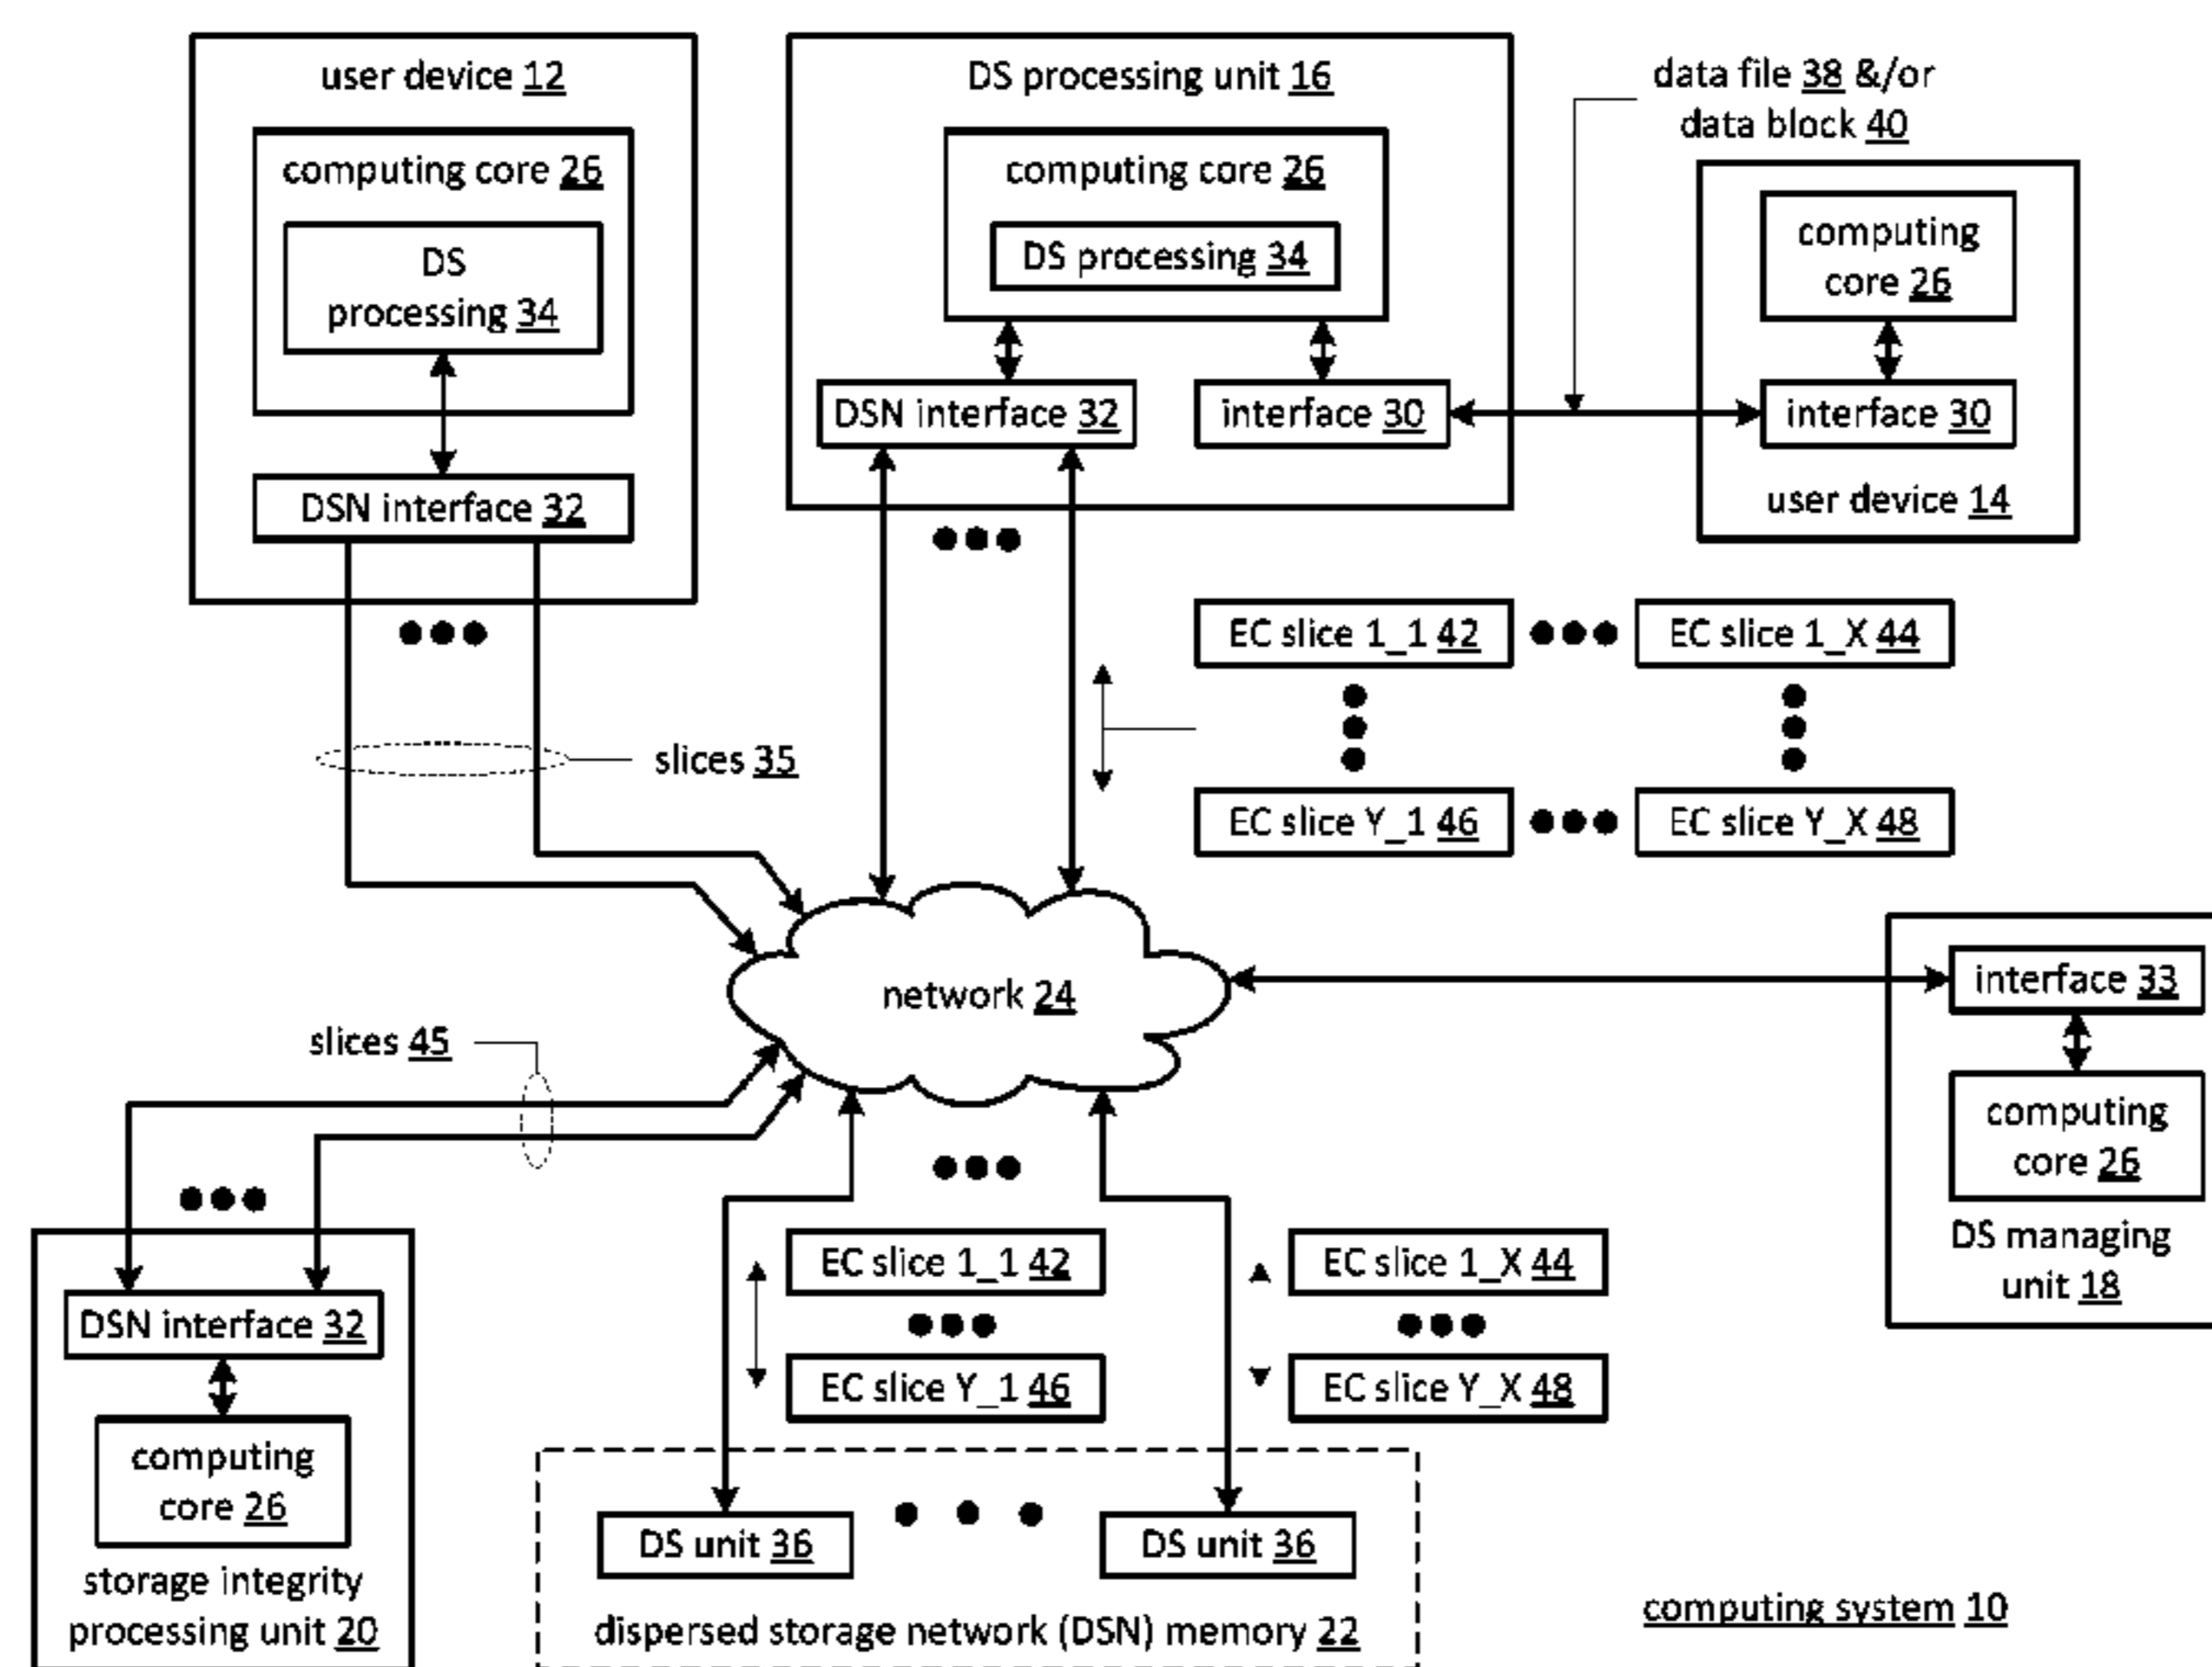 user device 12
computing core 26
DS
processing 34
DSN interface 32
DS processing unit 16
computing core 26
DS processing 34
DSN interface 32
interface 30
data file 38 &/or
data block 40
computing
core 26
interface 30
user device 14
slices 35
EC slice 1_1 42
EC slice 1_X 44
EC slice Y_1 46
EC slice Y_X 48
network 24
interface 33
computing
core 26
DS managing
unit 18
slices 45
DSN interface 32
computing
core 26
storage integrity
processing unit 20
EC slice 1_1 42
EC slice Y_1 46
EC slice 1_X 44
EC slice Y_X 48
DS unit 36
DS unit 36
dispersed storage network (DSN) memory 22
computing system 10